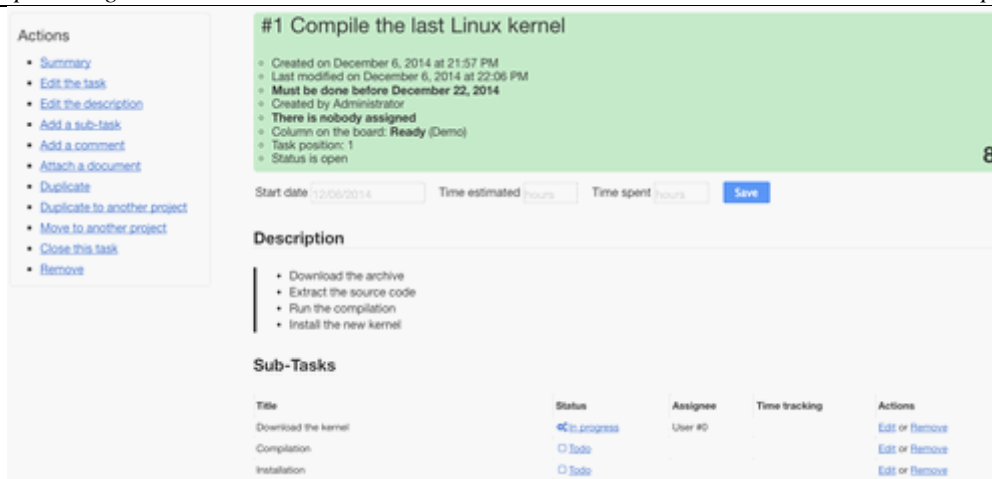 Actions
Summary
Edit the task
Edit the description
Add a sub-task
Add a comment
Attach a document
Duplicate
Duplicate to another project
Move to another project
Close this task
Remove
#1 Compile the last Linux kernel
Created on December 6, 2014 at 21:57 PM
Last modified on December 6, 2014 at 22:06 PM
Must be done before December 22, 2014
Created by Administrator
There is nobody assigned
Column on the board: Ready (Demo)
Task position: 1
Status is open
8
Start date 12/06/2014 Time estimated hours Time spent hours Save
Description
Download the archive
Extract the source code
Run the compilation
Install the new kernel
Sub-Tasks
Title Status Assignee Time tracking Actions
Download the kernel In progress User #0 Edit or Remove
Compilation Todo Edit or Remove
Installation Todo Edit or Remove